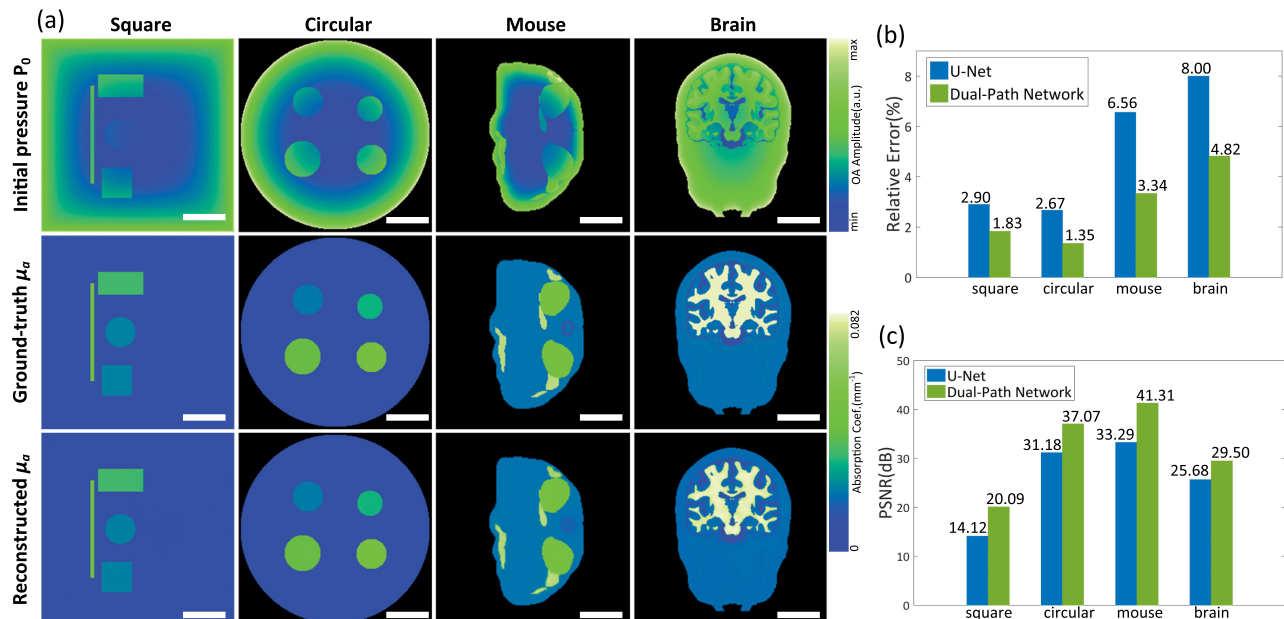 (a)
Square
Circular
Mouse
Brain
Initial pressure P₀
Ground-truth μₐ
Reconstructed μₐ
max
OA Amplitude(a.u.)
min
0.082
Absorption Coef.(mm⁻¹)
0
(b)
Relative Error(%)
8%
6
4
2
0
U-Net
Dual-Path Network
2.90
1.83
2.67
1.35
6.56
3.34
8.00
4.82
square
circular
mouse
brain
(c)
PSNR(dB)
50
40
30
20
10
0
U-Net
Dual-Path Network
14.12
20.09
31.18
37.07
33.29
41.31
25.68
29.50
square
circular
mouse
brain